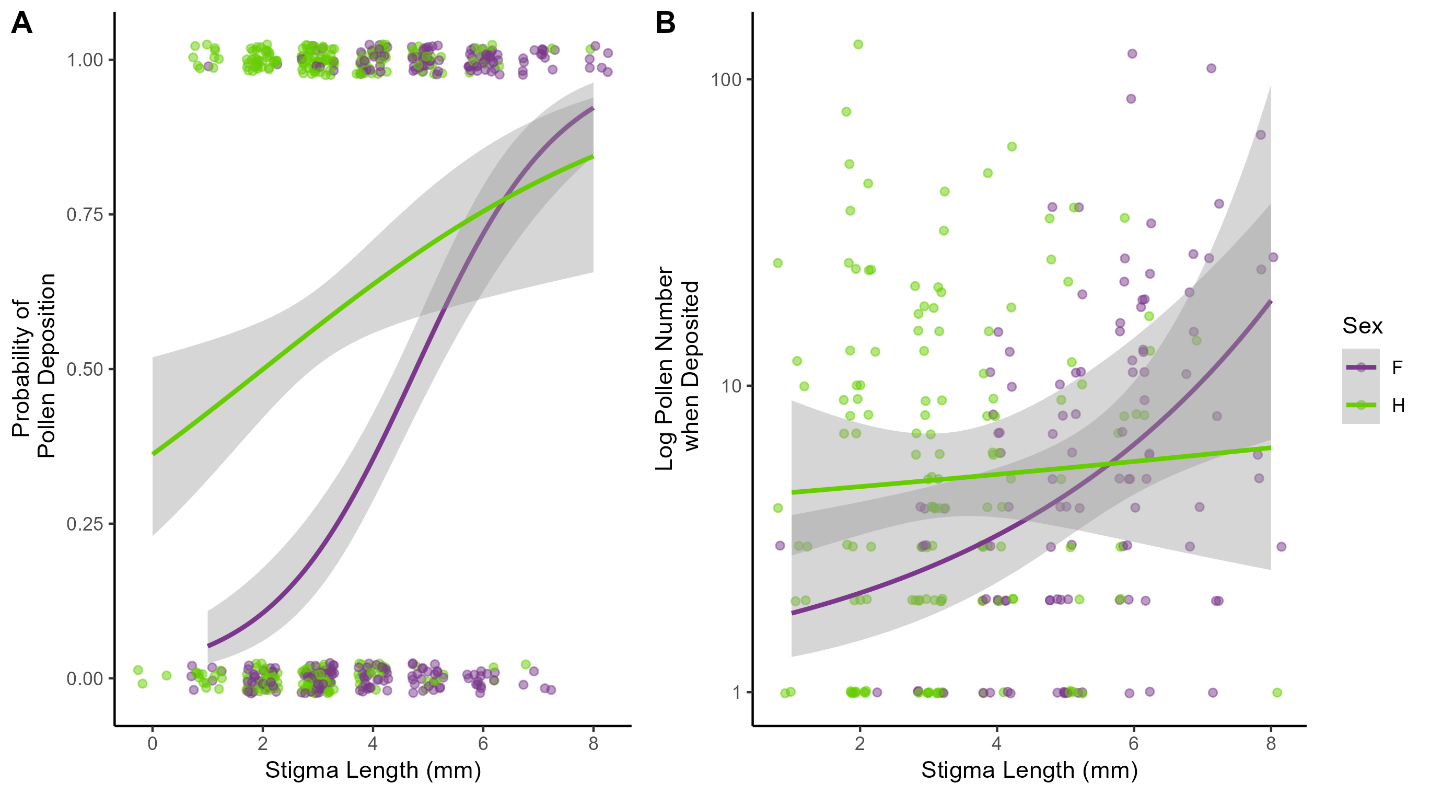 A
Probability of
Pollen Deposition
1.00
0.75
0.50
0.25
0.00
0 2 4 6 8
Stigma Length (mm)
B
Log Pollen Number
when Deposited
100
10
1
2 4 6 8
Stigma Length (mm)
Sex
F
H